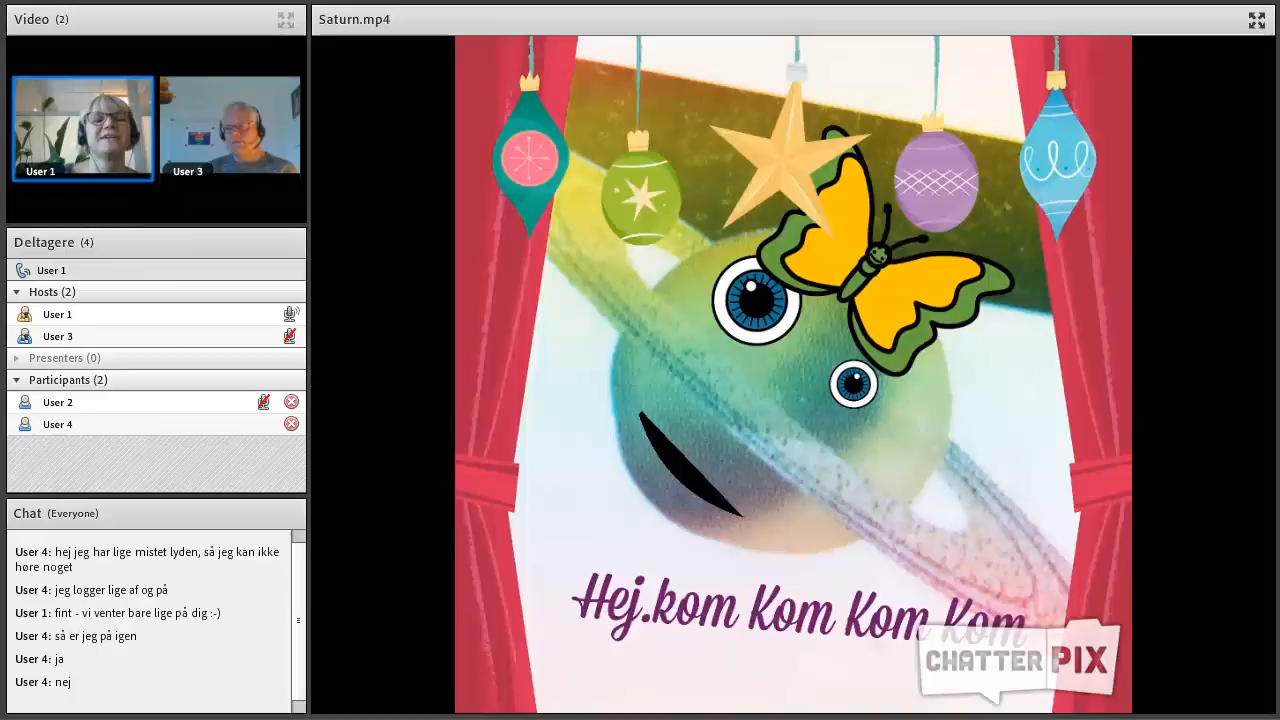 Video (2)
User 1
User 3
Deltagere (4)
User 1
Hosts (2)
User 1
User 3
Presenters (0)
Participants (2)
User 2
User 4
Chat (Everyone)
User 4: hej jeg har lige mistet lyden, så jeg kan ikke
høre noget
User 4: jeg logger lige af og på
User 1: fint - vi venter bare lige på dig :-)
User 4: så er jeg på igen
User 4: ja
User 4: nej
Saturn.mp4
Hej.kom Kom Kom Kom
CHATTER PIX